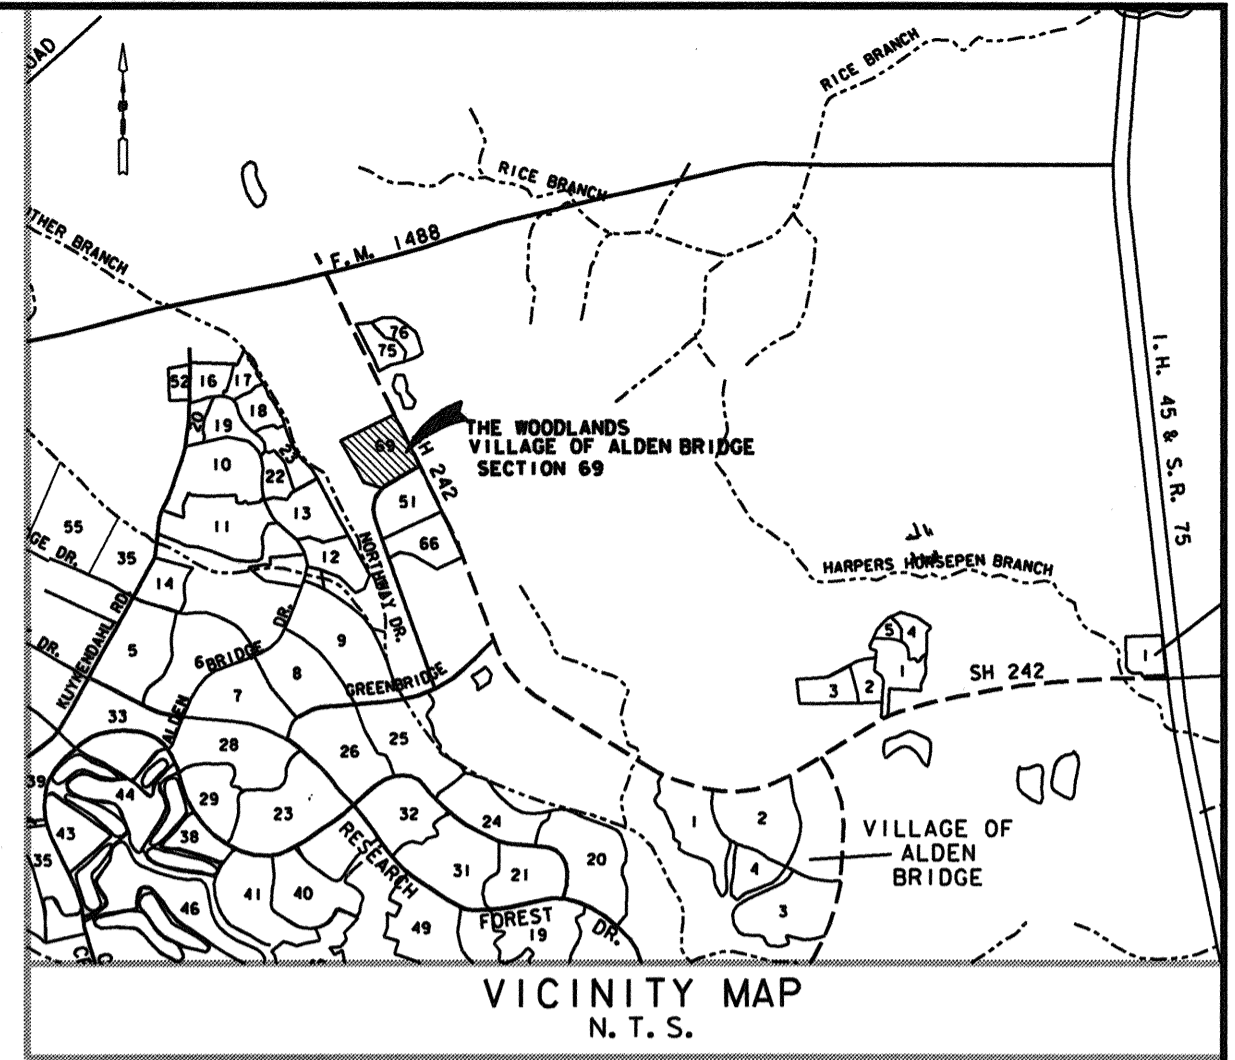 OAD
RICE BRANCH
RICE BRANCH
THER BRANCH
F. M. 1488
I. H. 45 & S. R. 75
76
75
52
16
17
18
20
19
23
10
22
69
THE WOODLANDS
VILLAGE OF ALDEN BRIDGE
SECTION 69
H 242
51
11
13
66
55
35
12
GE DR.
14
NORTHWAY DR.
HARPERS HORSEPEN BRANCH
KUYKENDAHL RD.
DR.
5
6
BRIDGE DR.
9
8
7
ALDEN
GREENBRIDGE
5
4
1
3
2
1
SH 242
33
28
26
25
39
44
29
23
32
24
1
2
43
38
RESEARCH
31
21
20
4
VILLAGE OF
ALDEN
BRIDGE
35
41
40
46
49
FOREST DR.
19
3
VICINITY MAP
N. T. S.